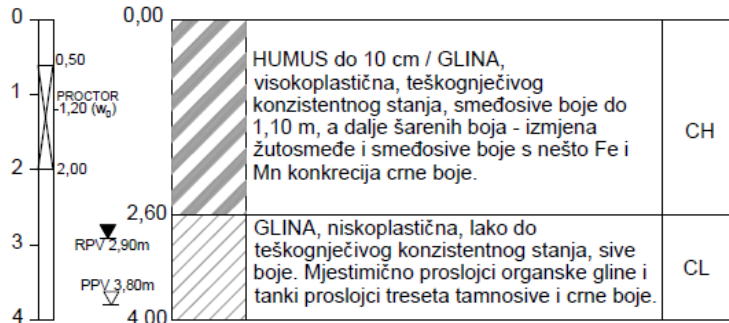 0
0,00
0,50
1
PROCTOR
-1,20 (w₀)
2
2,00
2,60
3
RPV 2,90m
PPV 3,80m
4
4,00
HUMUS do 10 cm / GLINA,
visokoplastična, teškognječivog
konzistentnog stanja, smeđosive boje do
1,10 m, a dalje šarenih boja - izmjena
žutosmeđe i smeđosive boje s nešto Fe i
Mn konkrecija crne boje.
CH
GLINA, niskoplastična, lako do
teškognječivog konzistentnog stanja, sive
boje. Mjestimično proslojci organske gline i
tanki proslojci treseta tamnosive i crne boje.
CL